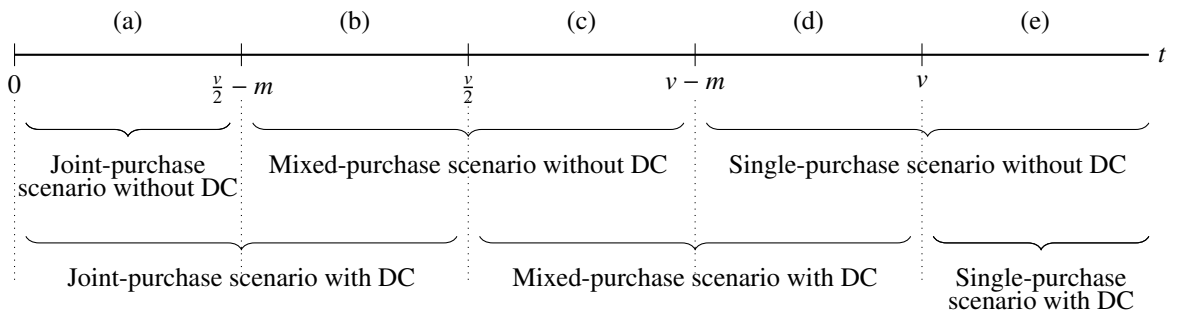 (a) (b) (c) (d) (e)
t
0 v/2 − m v/2 v − m v
Joint-purchase Mixed-purchase scenario without DC Single-purchase scenario without DC
scenario without DC
Joint-purchase scenario with DC Mixed-purchase scenario with DC Single-purchase
scenario with DC